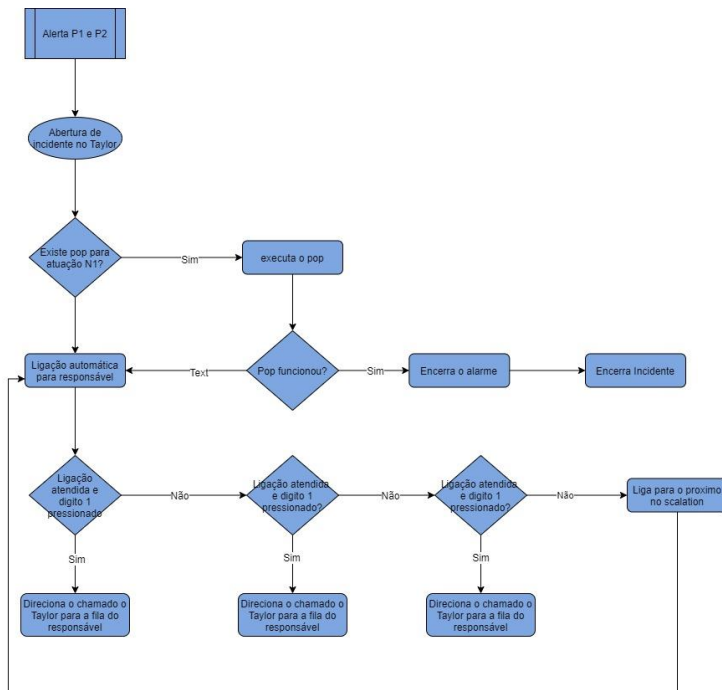 Alerta P1 e P2
Abertura de
incidente no Taylor
Existe pop para
atuação N1?
Sim
executa o pop
Ligação automática
para responsável
Text
Pop funcionou?
Sim
Encerra o alarme
Encerra Incidente
Ligação
atendida e
digito 1
pressionado
Não
Ligação atendida
e digito 1
pressionado?
Não
Ligação atendida
e digito 1
pressionado?
Não
Liga para o proximo
no scalation
Sim
Sim
Sim
Direciona o chamado o
Taylor para a fila do
responsável
Direciona o chamado o
Taylor para a fila do
responsável
Direciona o chamado o
Taylor para a fila do
responsável